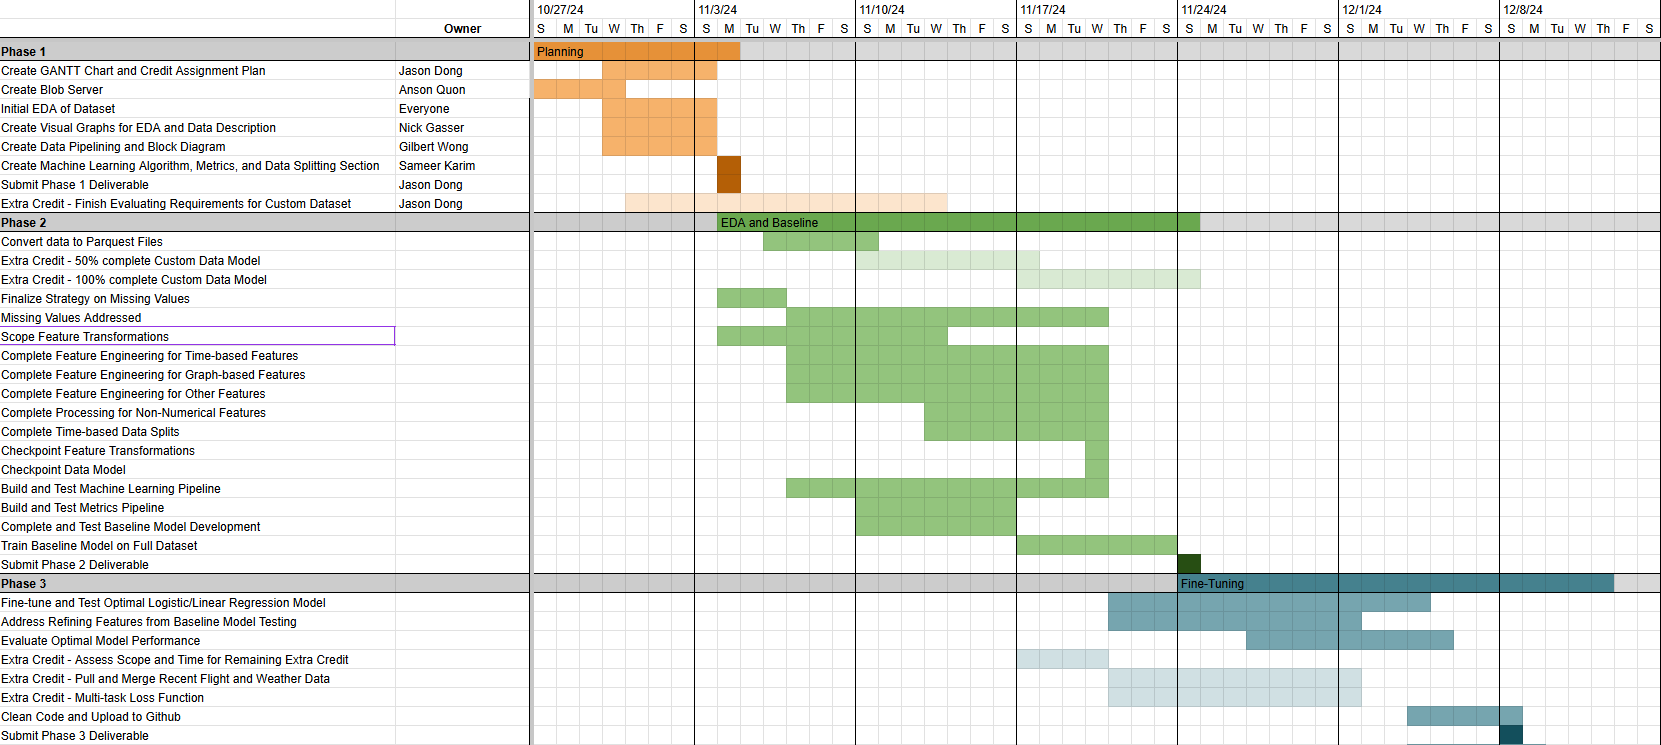 10/27/24 11/3/24 11/10/24 11/17/24 11/24/24 12/1/24 12/8/24
Owner S M Tu W Th F S S M Tu W Th F S S M Tu W Th F S S M Tu W Th F S S M Tu W Th F S S M Tu W Th F S S M Tu W Th F S
Phase 1 Planning
Create GANTT Chart and Credit Assignment Plan Jason Dong
Create Blob Server Anson Quon
Initial EDA of Dataset Everyone
Create Visual Graphs for EDA and Data Description Nick Gasser
Create Data Pipelining and Block Diagram Gilbert Wong
Create Machine Learning Algorithm, Metrics, and Data Splitting Section Sameer Karim
Submit Phase 1 Deliverable Jason Dong
Extra Credit - Finish Evaluating Requirements for Custom Dataset Jason Dong
Phase 2 EDA and Baseline
Convert data to Parquest Files
Extra Credit - 50% complete Custom Data Model
Extra Credit - 100% complete Custom Data Model
Finalize Strategy on Missing Values
Missing Values Addressed
Scope Feature Transformations
Complete Feature Engineering for Time-based Features
Complete Feature Engineering for Graph-based Features
Complete Feature Engineering for Other Features
Complete Processing for Non-Numerical Features
Complete Time-based Data Splits
Checkpoint Feature Transformations
Checkpoint Data Model
Build and Test Machine Learning Pipeline
Build and Test Metrics Pipeline
Complete and Test Baseline Model Development
Train Baseline Model on Full Dataset
Submit Phase 2 Deliverable
Phase 3 Fine-Tuning
Fine-tune and Test Optimal Logistic/Linear Regression Model
Address Refining Features from Baseline Model Testing
Evaluate Optimal Model Performance
Extra Credit - Assess Scope and Time for Remaining Extra Credit
Extra Credit - Pull and Merge Recent Flight and Weather Data
Extra Credit - Multi-task Loss Function
Clean Code and Upload to Github
Submit Phase 3 Deliverable